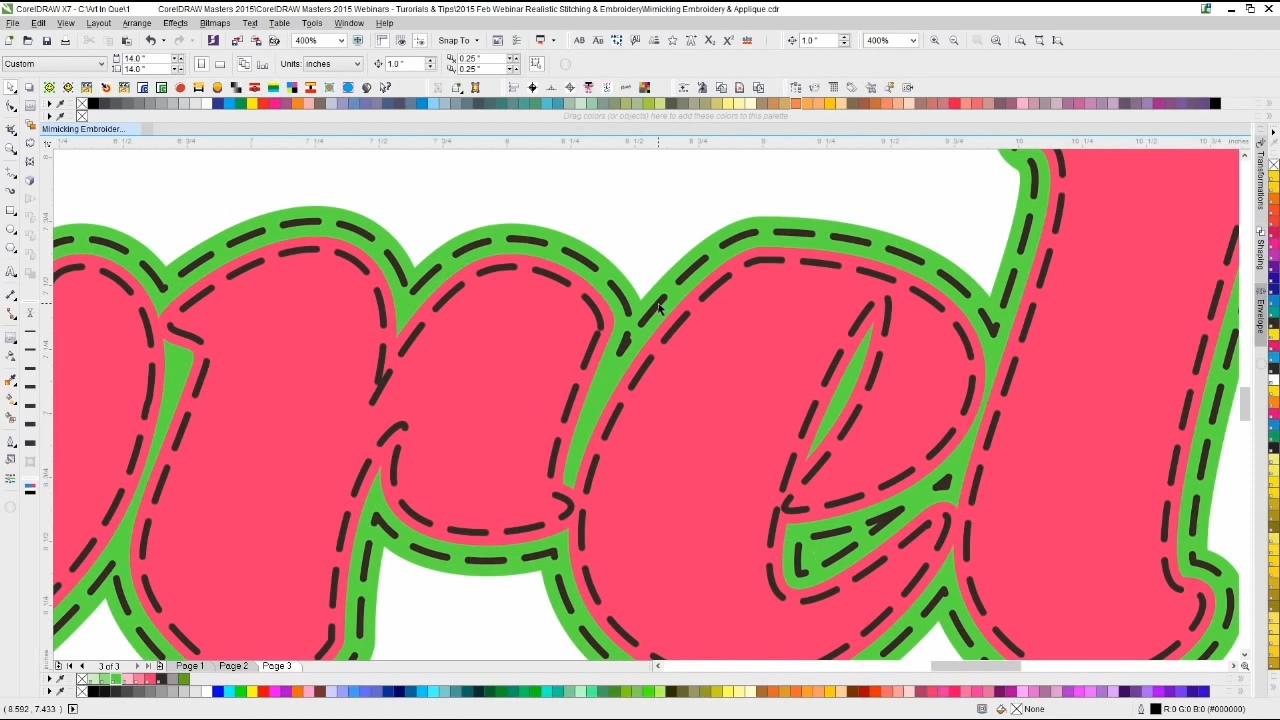 CorelDRAW X7 - C:\Art In Que\1 CorelDRAW Masters 2015\CorelDRAW Masters 2015 Webinars - Turorials & Tips\2015 Feb Webinar Realistic Stitching & Embroidery\Mimicking Embroidery & Applique.cdr
File Edit View Layout Arrange Effects Bitmaps Text Table Tools Window Help
400% Snap To 1.0 " 400%
Custom 14.0 " 14.0 " Units: inches 1.0 " 0.25 " 0.25 "
Drag colors (or objects) here to add these colors to this palette
Mimicking Embroider...
inches
Transformations
Shaping
Envelope
3 of 3 Page 1 Page 2 Page 3
( 8.592, 7.433 ) None R:0 G:0 B:0 (#000000)